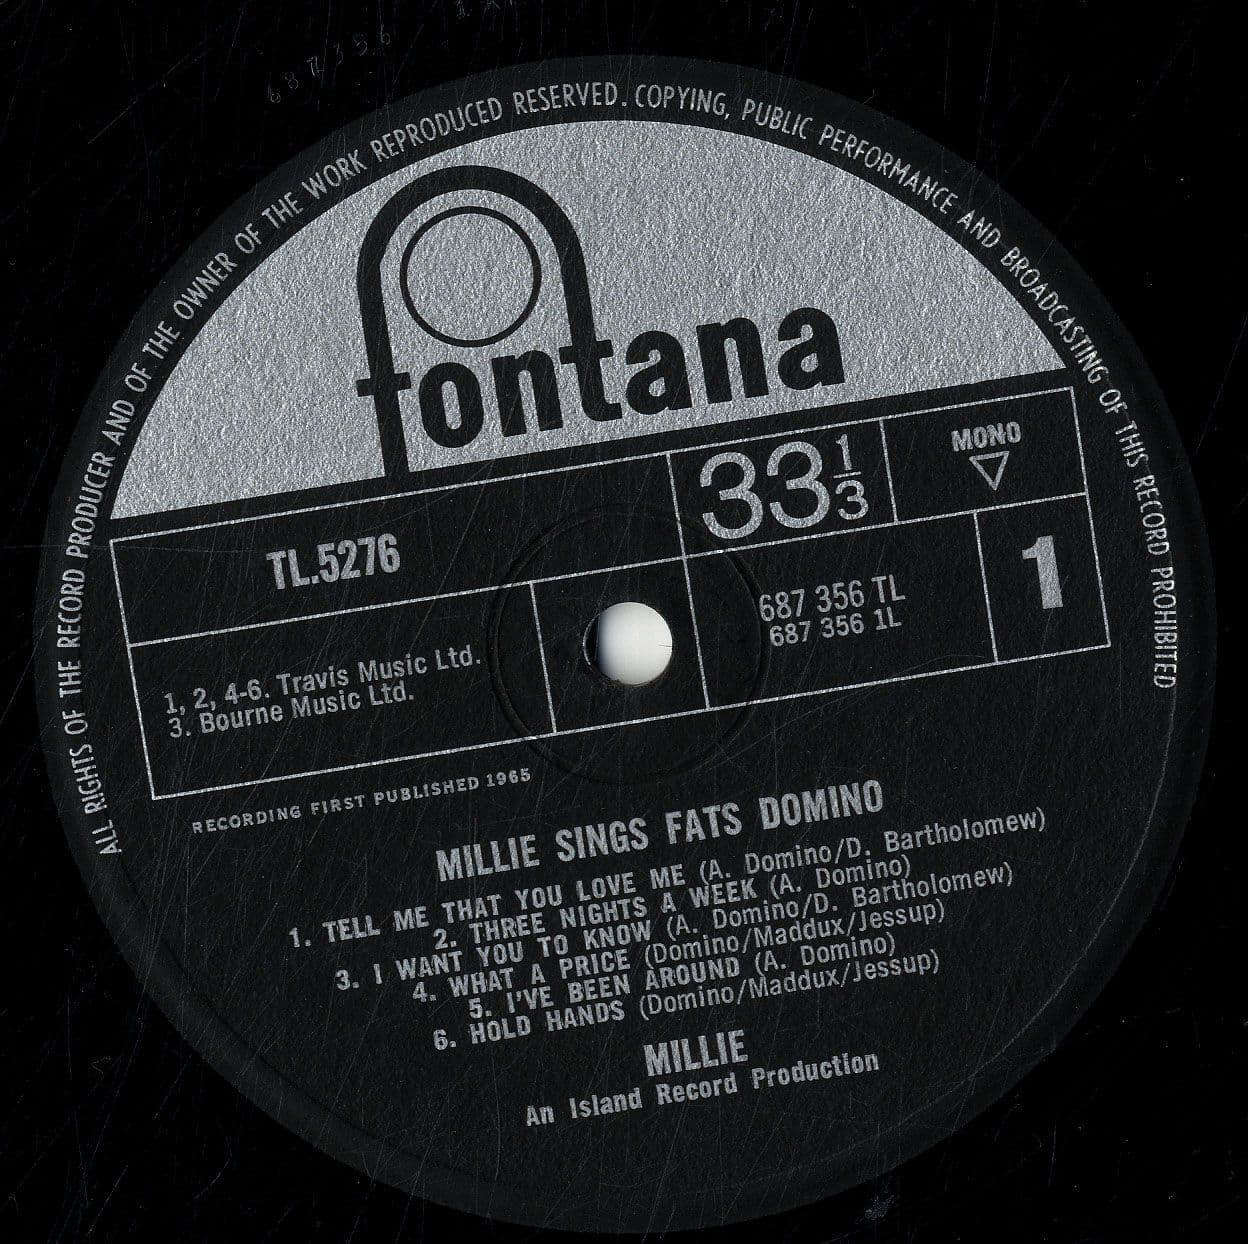 687356
ALL RIGHTS OF THE RECORD PRODUCER AND OF THE OWNER OF THE WORK REPRODUCED RESERVED. COPYING, PUBLIC PERFORMANCE AND BROADCASTING OF THIS RECORD PROHIBITED
fontana
33 1/3
MONO
TL.5276
687 356 TL
687 356 1L
1
1, 2, 4-6. Travis Music Ltd.
3. Bourne Music Ltd.
RECORDING FIRST PUBLISHED 1965
MILLIE SINGS FATS DOMINO
1. TELL ME THAT YOU LOVE ME (A. Domino/D. Bartholomew)
2. THREE NIGHTS A WEEK (A. Domino)
3. I WANT YOU TO KNOW (A. Domino/D. Bartholomew)
4. WHAT A PRICE (Domino/Maddux/Jessup)
5. I'VE BEEN AROUND (A. Domino)
6. HOLD HANDS (Domino/Maddux/Jessup)
MILLIE
An Island Record Production